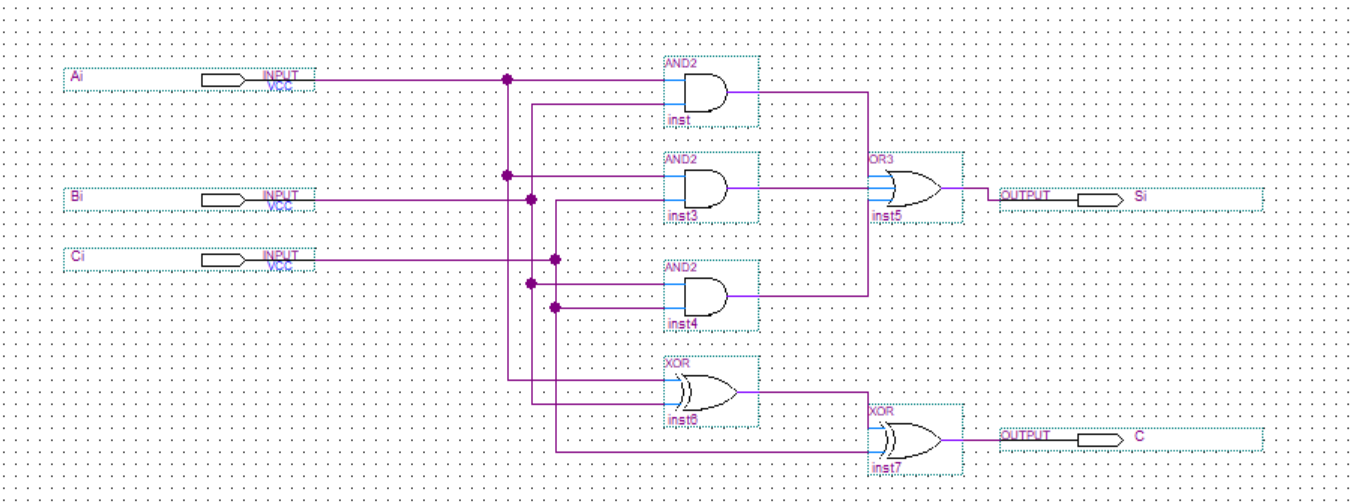 AND2
Ai INPUT
VCC
inst
AND2
OR3
Bi INPUT
VCC
OUTPUT Si
inst3
inst5
Ci INPUT
VCC
AND2
inst4
XOR
XOR
inst6
OUTPUT C
inst7